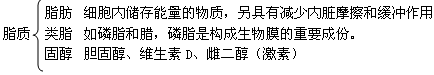 脂肪 细胞内储存能量的物质，另具有减少内脏摩擦和缓冲作用
脂质 类脂 如磷脂和腊，磷脂是构成生物膜的重要成份。
固醇 胆固醇、维生素 D、雌二醇（激素）